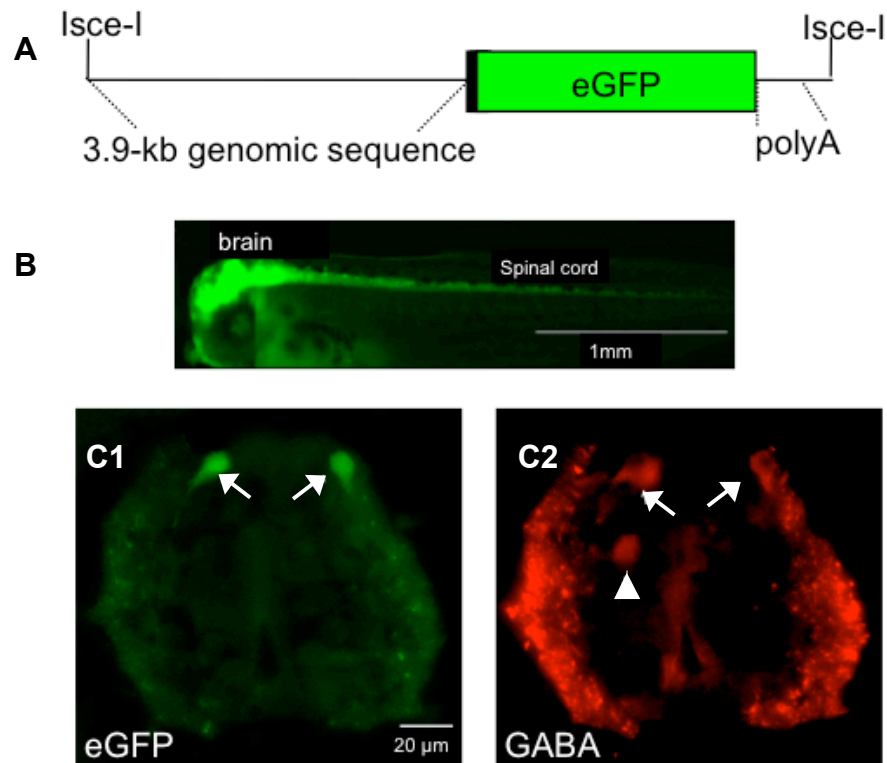 A
Isce-I
Isce-I
eGFP
3.9-kb genomic sequence
polyA
B
brain
Spinal cord
1mm
C1
eGFP
20 µm
C2
GABA